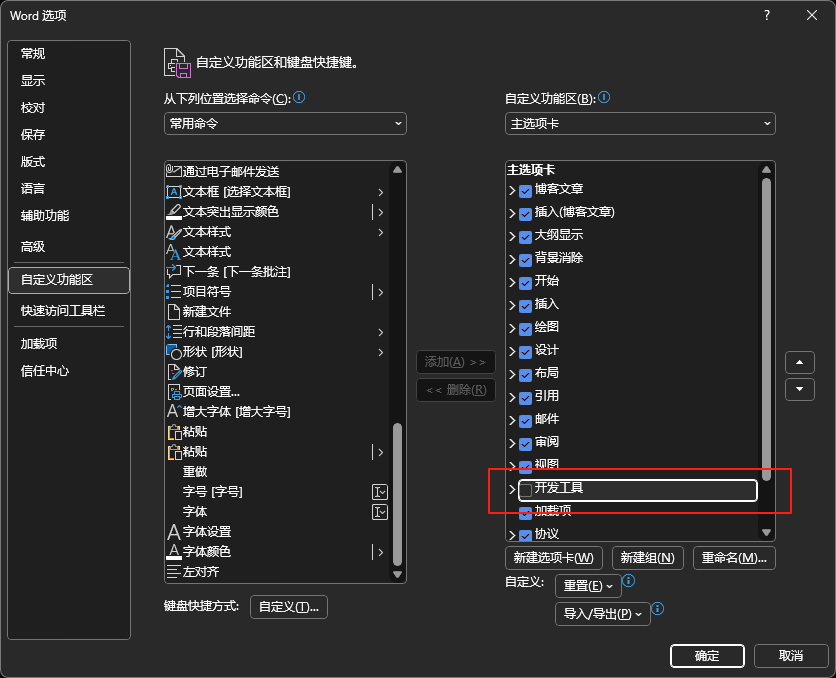 Word 选项
?
常规
显示
校对
保存
版式
语言
辅助功能
高级
自定义功能区
快速访问工具栏
加载项
信任中心
自定义功能区和键盘快捷键。
从下列位置选择命令(C):
常用命令
通过电子邮件发送
文本框 [选择文本框]
文本突出显示颜色
文本样式
文本样式
下一条 [下一条批注]
项目符号
新建文件
行和段落间距
形状 [形状]
修订
页面设置...
增大字体 [增大字号]
粘贴
粘贴
重做
字号 [字号]
字体
字体设置
字体颜色
左对齐
键盘快捷方式:
自定义(T)...
添加(A) >>
<< 删除(R)
自定义功能区(B):
主选项卡
主选项卡
博客文章
插入(博客文章)
大纲显示
背景消除
开始
插入
绘图
设计
布局
引用
邮件
审阅
视图
开发工具
加载项
协议
新建选项卡(W)
新建组(N)
重命名(M)...
自定义:
重置(E)
导入/导出(P)
确定
取消